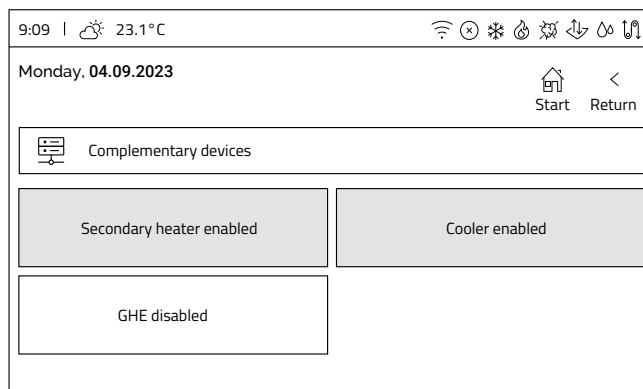 9:09 | 23.1°C
Monday, 04.09.2023
Start Return
Complementary devices
Secondary heater enabled Cooler enabled
GHE disabled